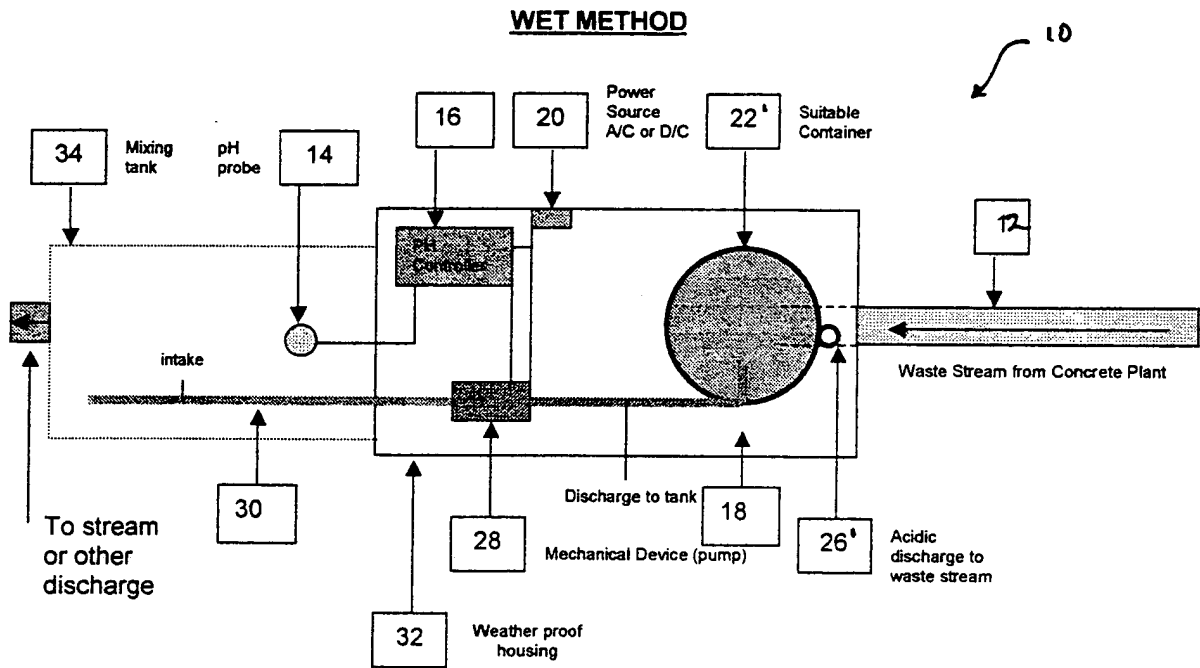 WET METHOD
10
34
Mixing
tank
pH
probe
14
16
20
Power
Source
A/C or D/C
22'
Suitable
Container
12
PH
Controller
intake
Waste Stream from Concrete Plant
To stream
or other
discharge
30
28
Discharge to tank
Mechanical Device (pump)
18
26'
Acidic
discharge to
waste stream
32
Weather proof
housing